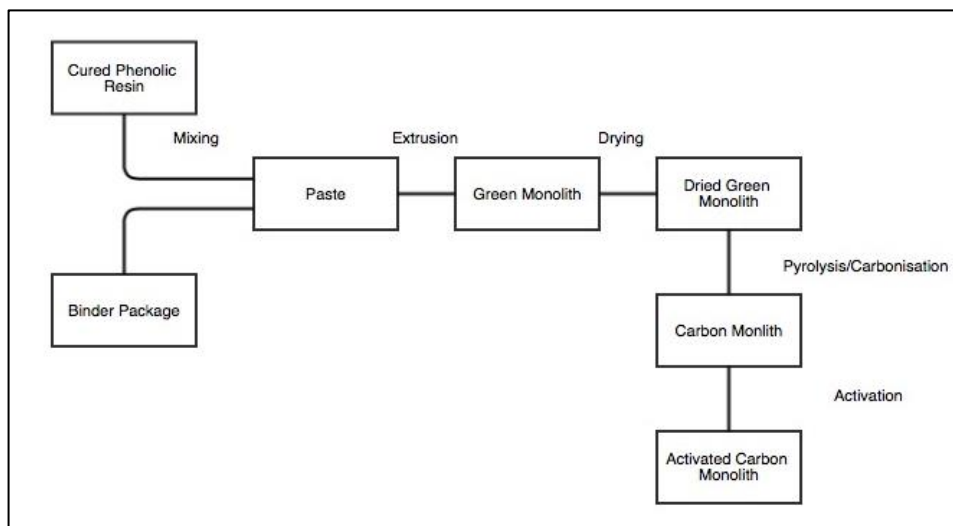 Cured Phenolic
Resin
Mixing
Extrusion
Drying
Paste
Green Monolith
Dried Green
Monolith
Pyrolysis/Carbonisation
Binder Package
Carbon Monlith
Activation
Activated Carbon
Monolith